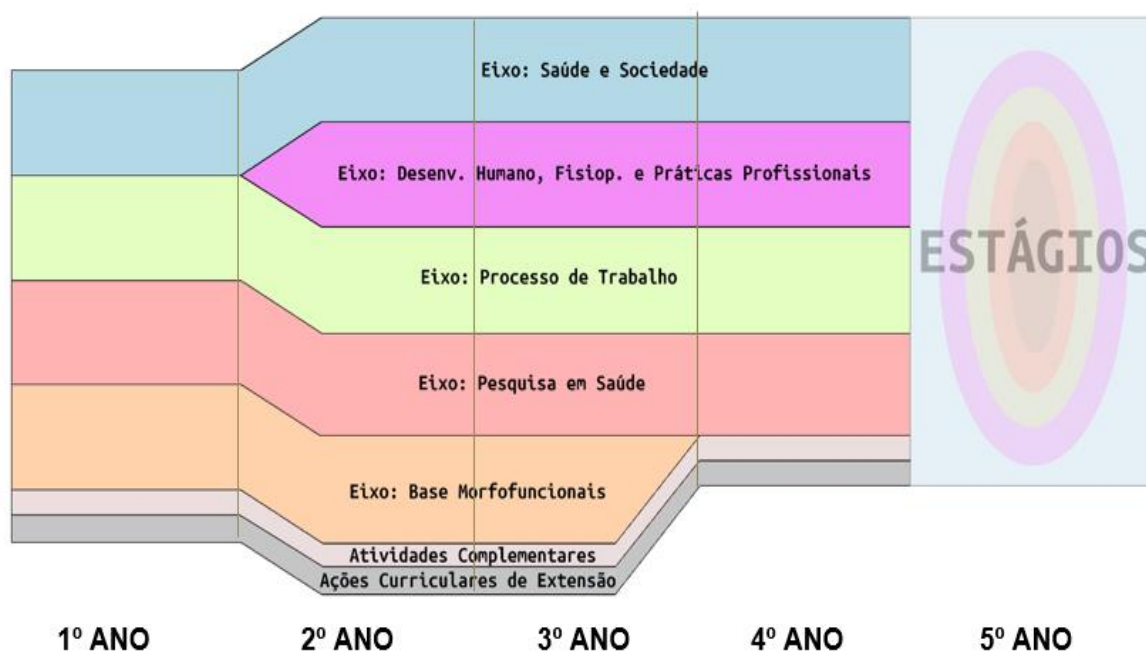 Eixo: Saúde e Sociedade
Eixo: Desenv. Humano, Fisiop. e Práticas Profissionais
Eixo: Processo de Trabalho
Eixo: Pesquisa em Saúde
Eixo: Base Morfofuncionais
Atividades Complementares
Ações Curriculares de Extensão
ESTÁGIOS
1º ANO
2º ANO
3º ANO
4º ANO
5º ANO